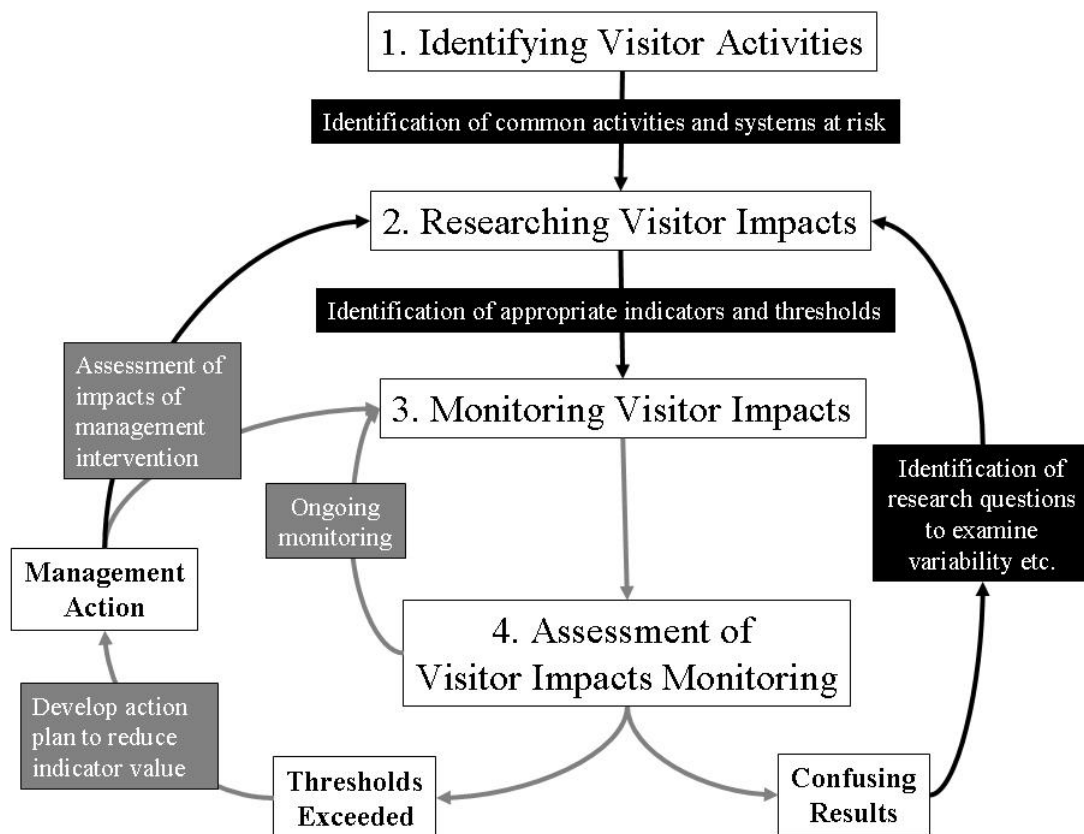 1. Identifying Visitor Activities
Identification of common activities and systems at risk
2. Researching Visitor Impacts
Identification of appropriate indicators and thresholds
Assessment of
impacts of
management
intervention
3. Monitoring Visitor Impacts
Ongoing
monitoring
Identification of
research questions
to examine
variability etc.
Management
Action
4. Assessment of
Visitor Impacts Monitoring
Develop action
plan to reduce
indicator value
Thresholds
Exceeded
Confusing
Results